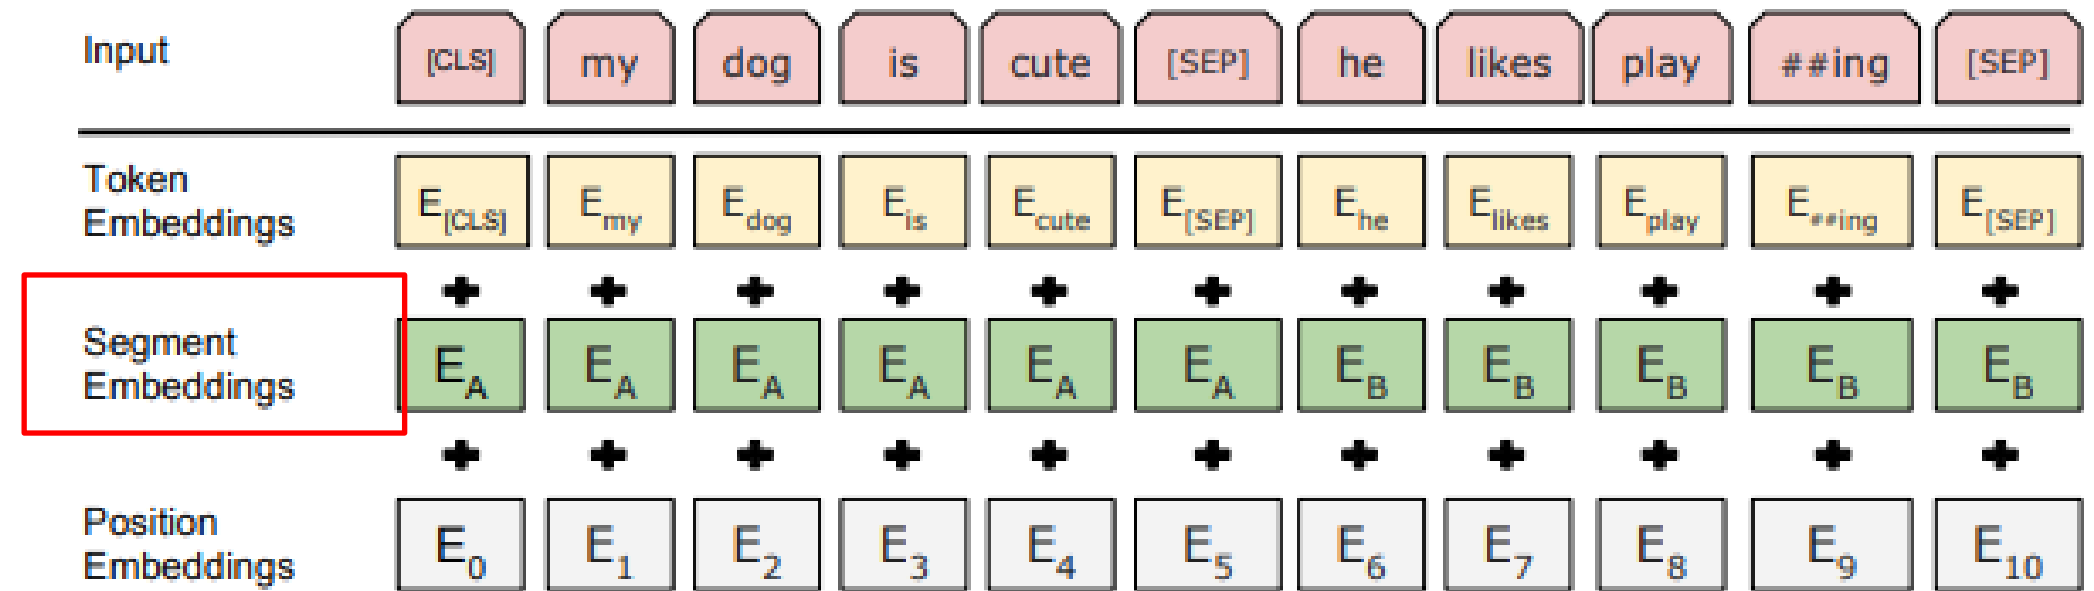 Input [CLS] my dog is cute [SEP] he likes play ##ing [SEP]
Token
Embeddings
E[CLS] Emy Edog Eis Ecute E[SEP] Ehe Elikes Eplay E##ing E[SEP]
+ + + + + + + + + + +
Segment
Embeddings
EA EA EA EA EA EA EB EB EB EB EB
+ + + + + + + + + + +
Position
Embeddings
E0 E1 E2 E3 E4 E5 E6 E7 E8 E9 E10